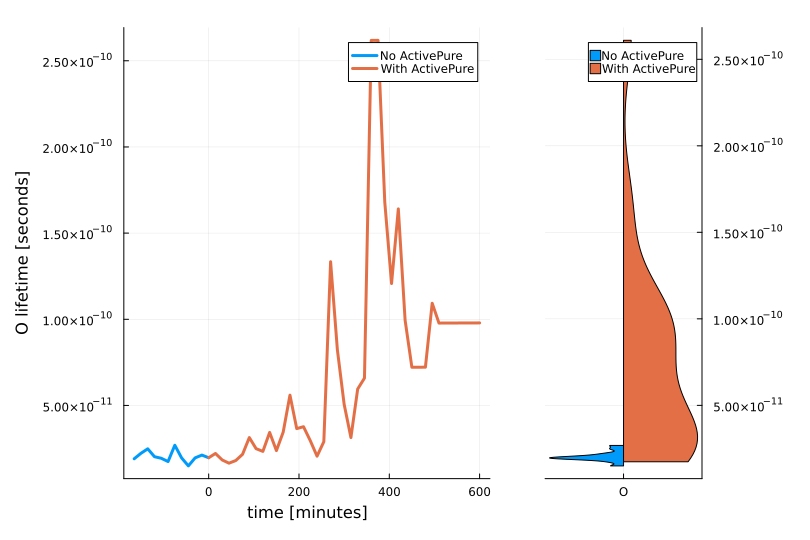 O lifetime [seconds]
2.50×10⁻¹⁰
2.00×10⁻¹⁰
1.50×10⁻¹⁰
1.00×10⁻¹⁰
5.00×10⁻¹¹
0 200 400 600
time [minutes]
No ActivePure
With ActivePure
No ActivePure
With ActivePure
2.50×10⁻¹⁰
2.00×10⁻¹⁰
1.50×10⁻¹⁰
1.00×10⁻¹⁰
5.00×10⁻¹¹
O